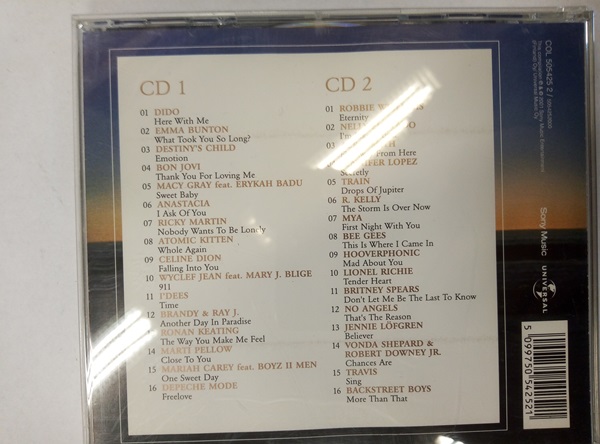 CD 1
01 DIDO
Here With Me
02 EMMA BUNTON
What Took You So Long?
03 DESTINY'S CHILD
Emotion
04 BON JOVI
Thank You For Loving Me
05 MACY GRAY feat. ERYKAH BADU
Sweet Baby
06 ANASTACIA
I Ask Of You
07 RICKY MARTIN
Nobody Wants To Be Lonely
08 ATOMIC KITTEN
Whole Again
09 CELINE DION
Falling Into You
10 WYCLEF JEAN feat. MARY J. BLIGE
911
11 I'DEES
Time
12 BRANDY & RAY J.
Another Day In Paradise
RONAN KEATING
The Way You Make Me Feel
14 MARTI PELLOW
Close To You
15 MARIAH CAREY feat. BOYZ II MEN
One Sweet Day
16 DEPECHE MODE
Freelove
CD 2
01 ROBBIE
Eternity
02
03
From Here
LOPEZ
05 TRAIN
Drops Of Jupiter
06 R. KELLY
The Storm Is Over Now
07 MYA
First Night With You
08 BEE GEES
This Is Where I Came In
09 HOOVERPHONIC
Mad About You
10 LIONEL RICHIE
Tender Heart
11 BRITNEY SPEARS
Don't Let Me Be The Last To Know
12 NO ANGELS
That's The Reason
13 JENNIE LÖFGREN
Believer
14 VONDA SHEPARD &
ROBERT DOWNEY JR.
Chances Are
15 TRAVIS
Sing
16 BACKSTREET BOYS
More Than That
COL 505425 2
Sony Music
UNIVERSAL
5 099750 542521